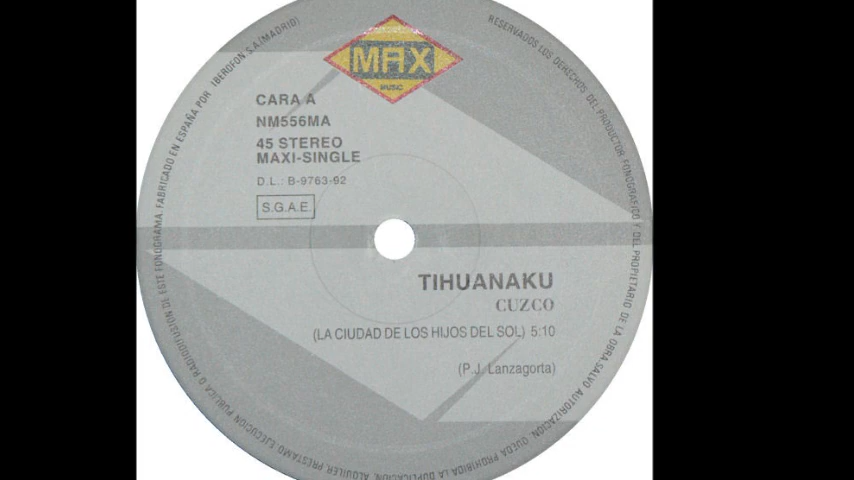 MAX
MUSIC
CARA A
NM556MA
45 STEREO
MAXI-SINGLE
D.L.: B-9763-92
S.G.A.E.
TIHUANAKU
CUZCO
(LA CIUDAD DE LOS HIJOS DEL SOL) 5:10
(P.J. Lanzagorta)
RESERVADOS LOS DERECHOS DEL PRODUCTOR FONOGRAFICO Y DEL PROPIETARIO DE LA OBRA. SALVO AUTORIZACION, QUEDA PROHIBIDA LA DUPLICACION, ALQUILER, PRESTAMO, EJECUCION PUBLICA O RADIODIFUSION DE ESTE FONOGRAMA. FABRICADO EN ESPAÑA POR IBEROFON S.A. (MADRID)